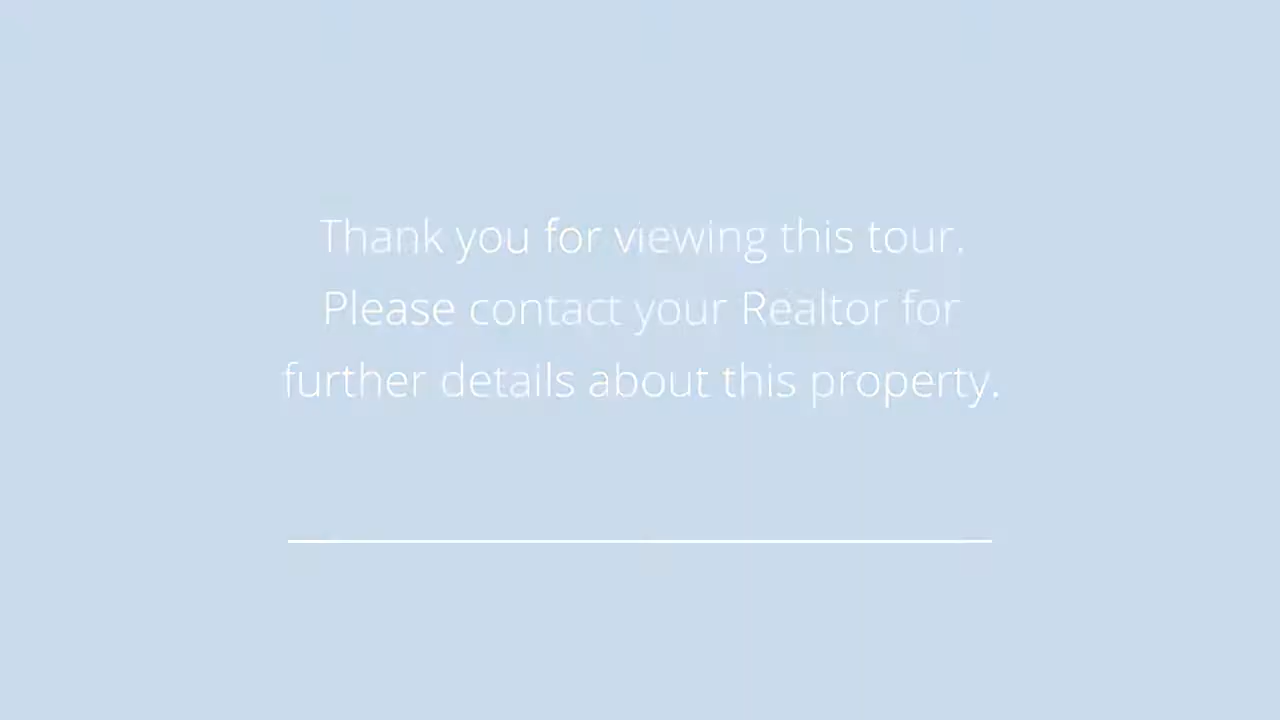 Thank you for viewing this tour.
Please contact your Realtor for
further details about this property.